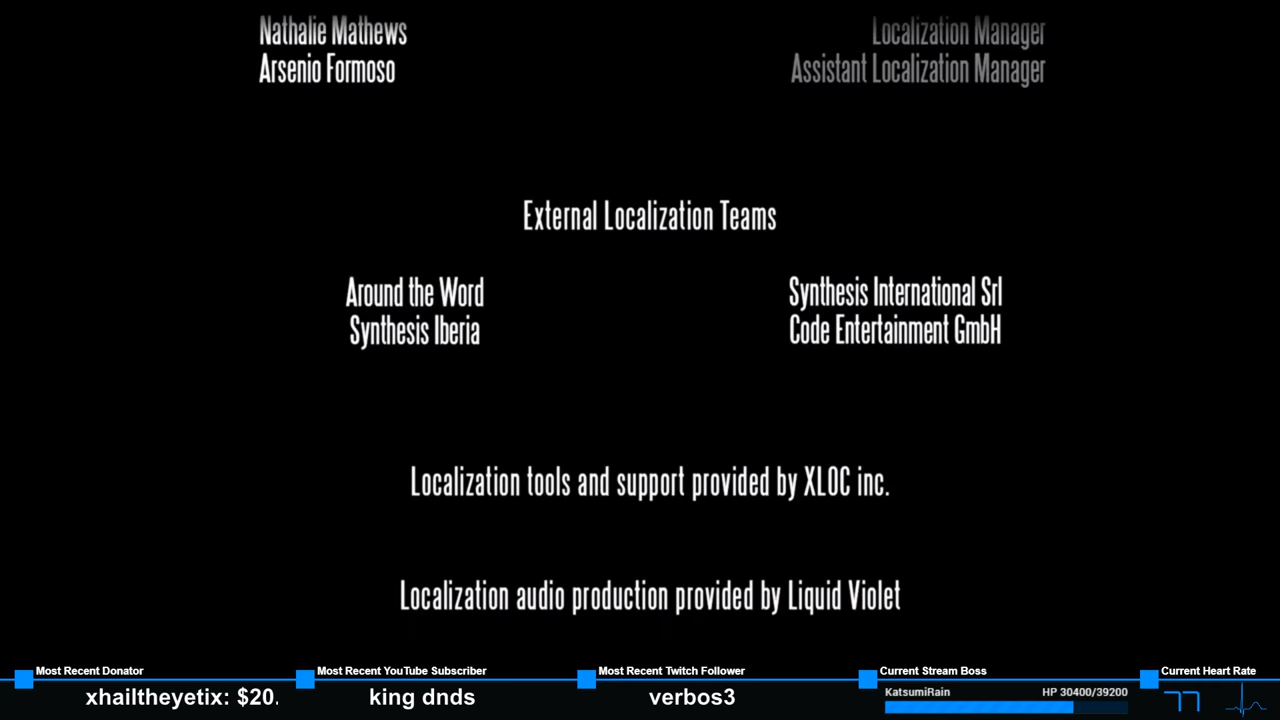 Nathalie Mathews Localization Manager
Arsenio Formoso Assistant Localization Manager
External Localization Teams
Around the Word Synthesis International Srl
Synthesis Iberia Code Entertainment GmbH
Localization tools and support provided by XLOC inc.
Localization audio production provided by Liquid Violet
Most Recent Donator Most Recent YouTube Subscriber Most Recent Twitch Follower Current Stream Boss Current Heart Rate
xhailtheyetix: $20. king dnds verbos3 KatsumiRain HP 30400/39200 77